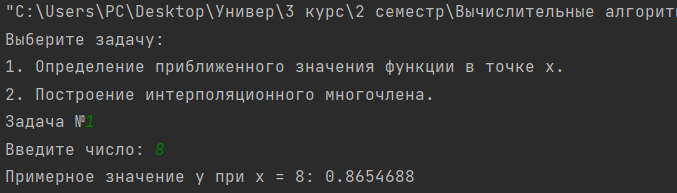 "C:\Users\PC\Desktop\Универ\3 курс\2 семестр\Вычислительные
Выберите задачу:
1. Определение приближенного значения функции в точке x.
2. Построение интерполяционного многочлена.
Задача №1
Введите число: 8
Примерное значение y при x = 8: 0.8654688